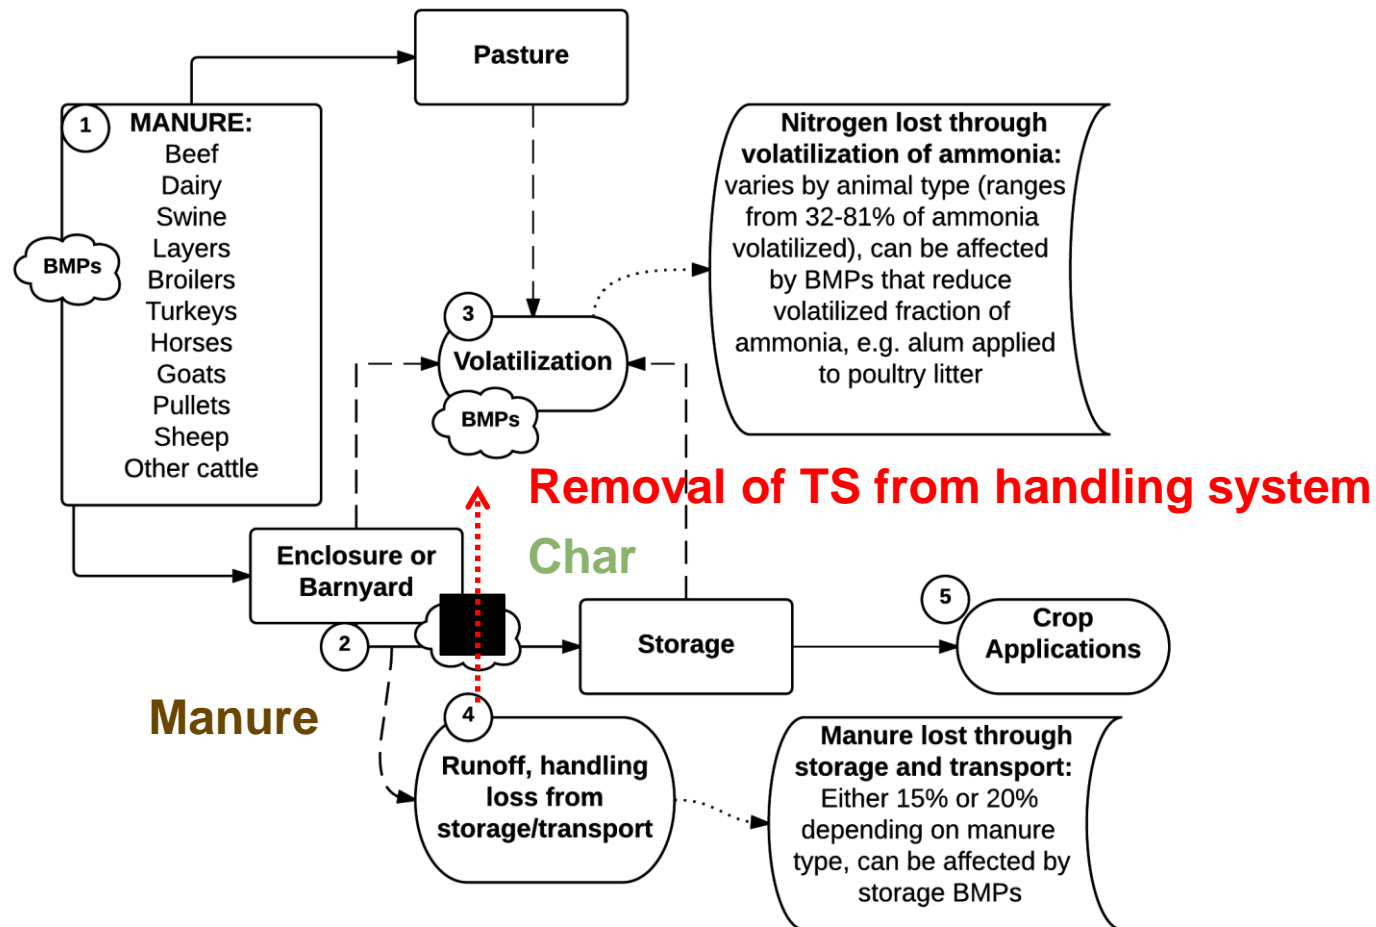 Pasture
1
MANURE:
Beef
Dairy
Swine
Layers
Broilers
Turkeys
Horses
Goats
Pullets
Sheep
Other cattle
BMPs
Nitrogen lost through
volatilization of ammonia:
varies by animal type (ranges
from 32-81% of ammonia
volatilized), can be affected
by BMPs that reduce
volatilized fraction of
ammonia, e.g. alum applied
to poultry litter
3
Volatilization
BMPs
Removal of TS from handling system
Char
Enclosure or
Barnyard
2
Storage
5
Crop
Applications
Manure
4
Runoff, handling
loss from
storage/transport
Manure lost through
storage and transport:
Either 15% or 20%
depending on manure
type, can be affected by
storage BMPs